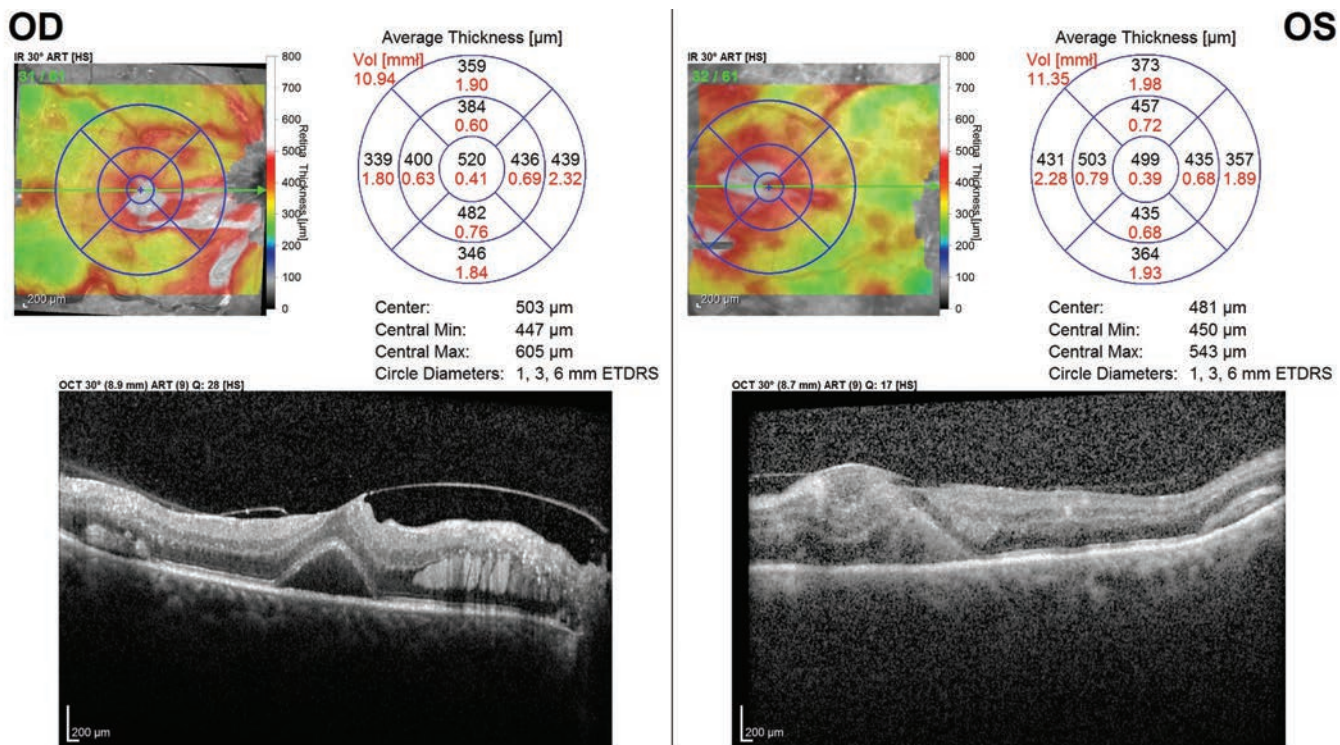 OD
IR 30° ART [HS]
31 / 61
800
700
600
500
400
300
200
100
0
Retina Thickness [µm]
200 µm
Average Thickness [µm]
Vol [mmł]
10.94
359
1.90
384
0.60
339 400 520 436 439
1.80 0.63 0.41 0.69 2.32
482
0.76
346
1.84
Center: 503 µm
Central Min: 447 µm
Central Max: 605 µm
Circle Diameters: 1, 3, 6 mm ETDRS
OCT 30° (8.9 mm) ART (9) Q: 28 [HS]
200 µm
OS
IR 30° ART [HS]
32 / 61
800
700
600
500
400
300
200
100
0
Retina Thickness [µm]
200 µm
Average Thickness [µm]
Vol [mmł]
11.35
373
1.98
457
0.72
431 503 499 435 357
2.28 0.79 0.39 0.68 1.89
435
0.68
364
1.93
Center: 481 µm
Central Min: 450 µm
Central Max: 543 µm
Circle Diameters: 1, 3, 6 mm ETDRS
OCT 30° (8.7 mm) ART (9) Q: 17 [HS]
200 µm